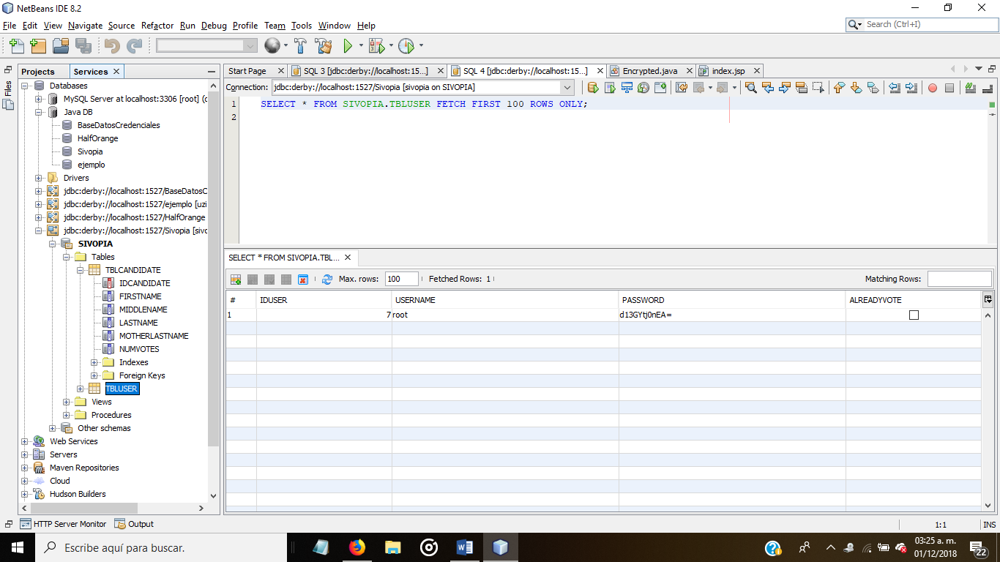 NetBeans IDE 8.2
File Edit View Navigate Source Refactor Run Debug Profile Team Tools Window Help
Search (Ctrl+I)
Files
Projects
Services
Databases
MySQL Server at localhost:3306 [root] (
Java DB
BaseDatosCredenciales
HalfOrange
Sivopia
ejemplo
Drivers
jdbc:derby://localhost:1527/BaseDatosC
jdbc:derby://localhost:1527/ejemplo [uzi
jdbc:derby://localhost:1527/HalfOrange
jdbc:derby://localhost:1527/Sivopia [sivo
SIVOPIA
Tables
TBLCANDIDATE
IDCANDIDATE
FIRSTNAME
MIDDLENAME
LASTNAME
MOTHERLASTNAME
NUMVOTES
Indexes
Foreign Keys
TBLUSER
Views
Procedures
Other schemas
Web Services
Servers
Maven Repositories
Cloud
Hudson Builders
Start Page
SQL 3 [jdbc:derby://localhost:15...]
SQL 4 [jdbc:derby://localhost:15...]
Encrypted.java
index.jsp
Connection: jdbc:derby://localhost:1527/Sivopia [sivopia on SIVOPIA]
1 SELECT * FROM SIVOPIA.TBLUSER FETCH FIRST 100 ROWS ONLY;
2
SELECT * FROM SIVOPIA.TBL...
Max. rows: 100 Fetched Rows: 1 Matching Rows:
# IDUSER USERNAME PASSWORD ALREADYVOTE
1 7 root d13GYtj0nEA=
HTTP Server Monitor
Output
1:1 INS
Escribe aquí para buscar.
03:25 a. m.
01/12/2018
22